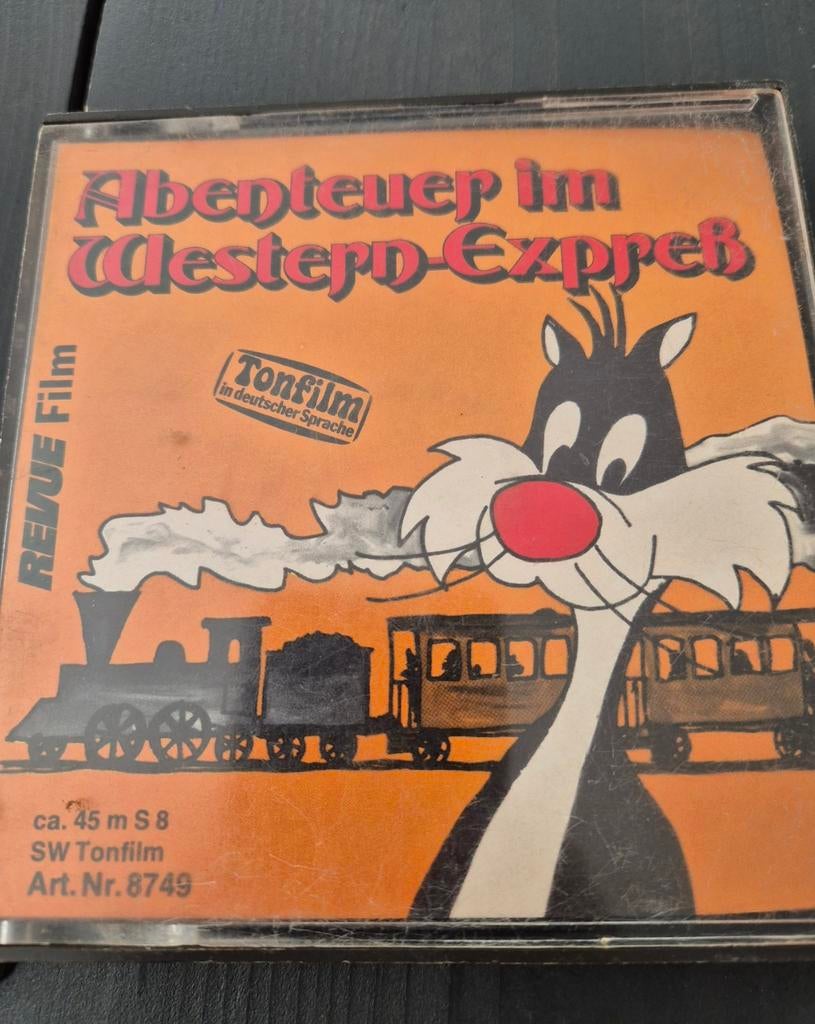 Abenteuer im
Western-Expreß
Tonfilm
in deutscher Sprache
REVUE Film
ca. 45 m S 8
SW Tonfilm
Art. Nr. 8749